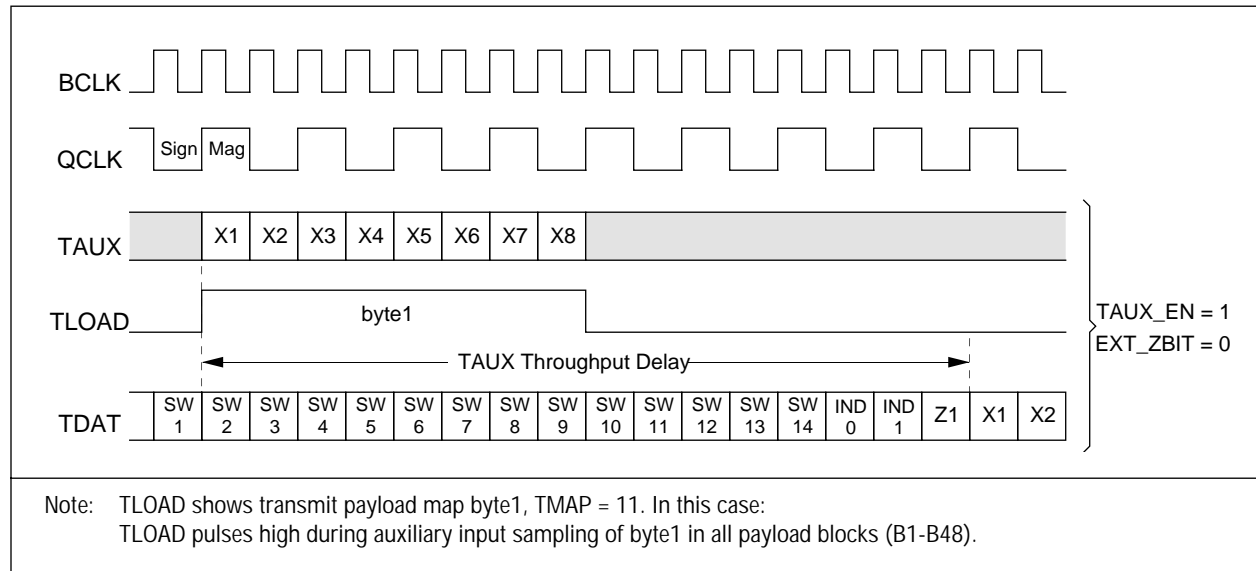 BCLK
QCLK Sign Mag
TAUX X1 X2 X3 X4 X5 X6 X7 X8
TLOAD byte1
TAUX_EN = 1
EXT_ZBIT = 0
TAUX Throughput Delay
TDAT SW 1 SW 2 SW 3 SW 4 SW 5 SW 6 SW 7 SW 8 SW 9 SW 10 SW 11 SW 12 SW 13 SW 14 IND 0 IND 1 Z1 X1 X2
Note: TLOAD shows transmit payload map byte1, TMAP = 11. In this case:
TLOAD pulses high during auxiliary input sampling of byte1 in all payload blocks (B1-B48).